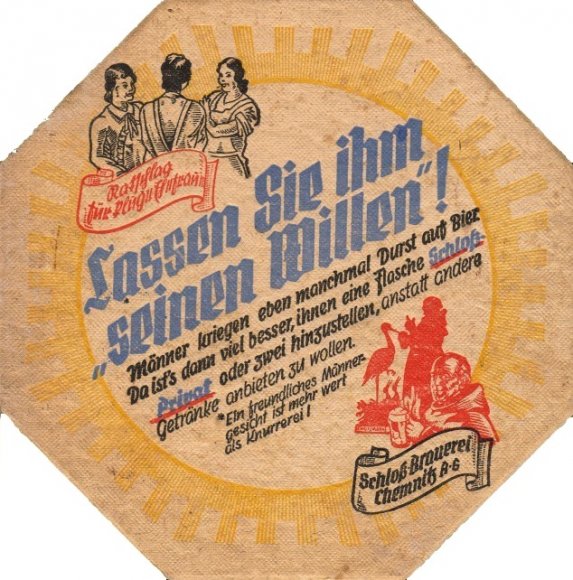 Ratschlag
für kluge Ehefrau'n
Lassen Sie ihm
"seinen Willen"!
Männer kriegen eben manchmal Durst auf Bier.
Da ist's dann viel besser, ihnen eine Flasche Schloß-
Privat oder zwei hinzustellen, anstatt andere
Getränke anbieten zu wollen.
*Ein freundliches Männer-
gesicht ist mehr wert
als Knurrerei!
Schloß-Brauerei
Chemnitz A-G